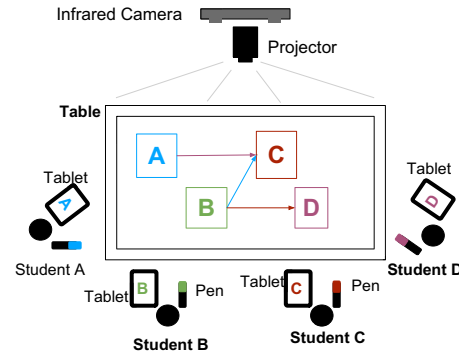 Infrared Camera
Projector
Table
A
C
B
D
Tablet
A
Student A
Tablet
B
Pen
Student B
Tablet
C
Pen
Student C
Tablet
D
Student D